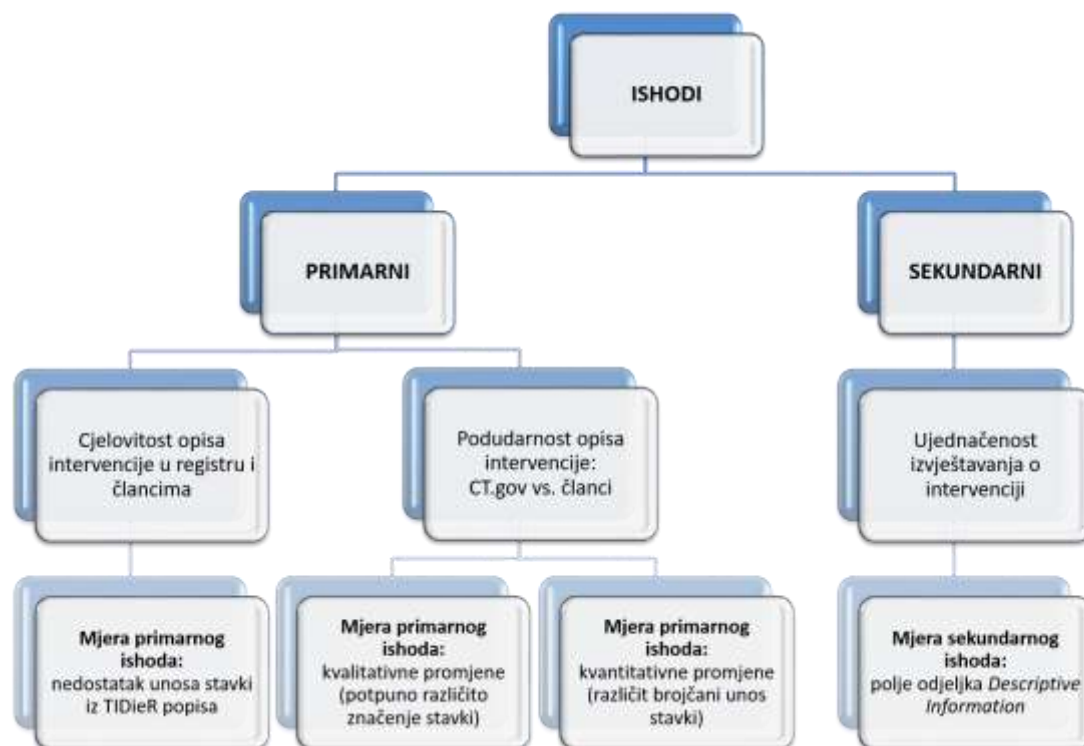 ISHODI
PRIMARNI
SEKUNDARNI
Cjelovitost opisa
intervencije u registru i
člancima
Podudarnost opisa
intervencije:
CT.gov vs. članci
Ujednačenost
izvještavanja o
intervenciji
Mjera primarnog
ishoda:
nedostatak unosa stavki
iz TIDieR popisa
Mjera primarnog
ishoda:
kvalitativne promjene
(potpuno različito
značenje stavki)
Mjera primarnog
ishoda:
kvantitativne promjene
(različit brojčani unos
stavki)
Mjera sekundarnog
ishoda:
polje odjeljka Descriptive
Information